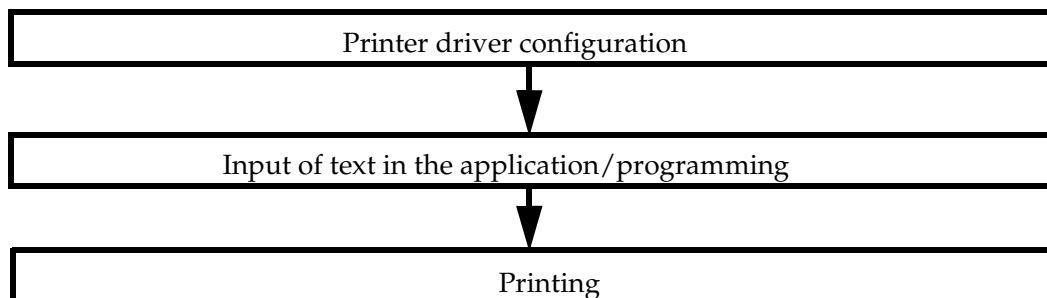 Printer driver configuration
Input of text in the application/programming
Printing